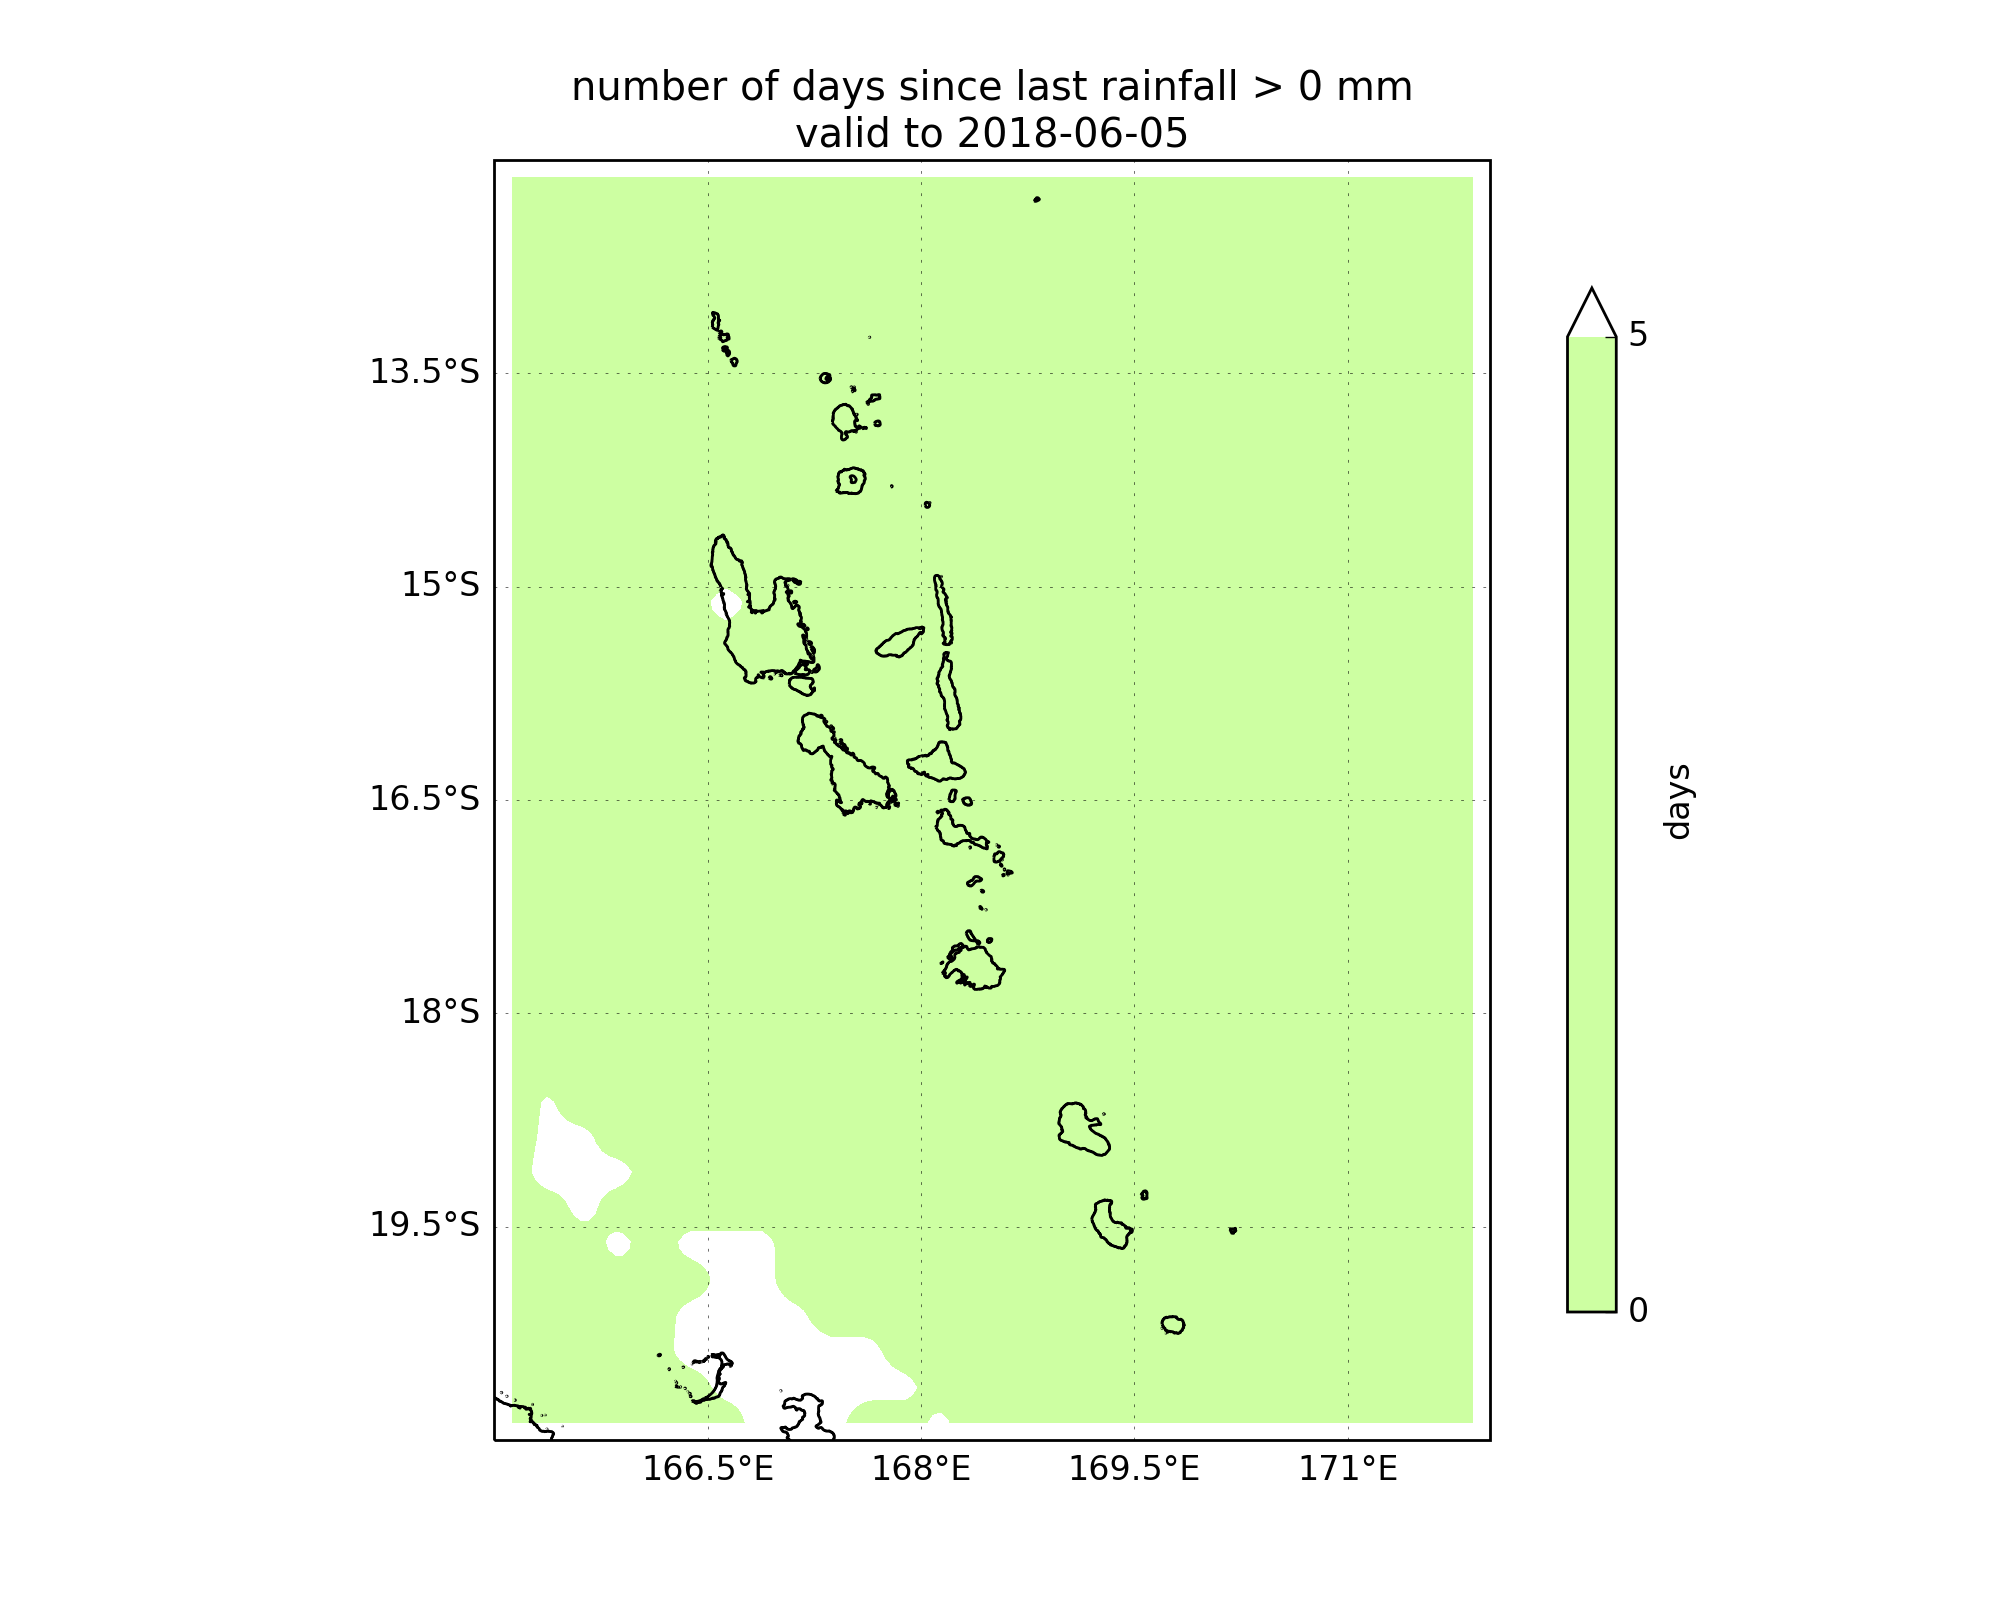 number of days since last rainfall > 0 mm
valid to 2018-06-05
13.5°S
15°S
16.5°S
18°S
19.5°S
166.5°E
168°E
169.5°E
171°E
5
0
days